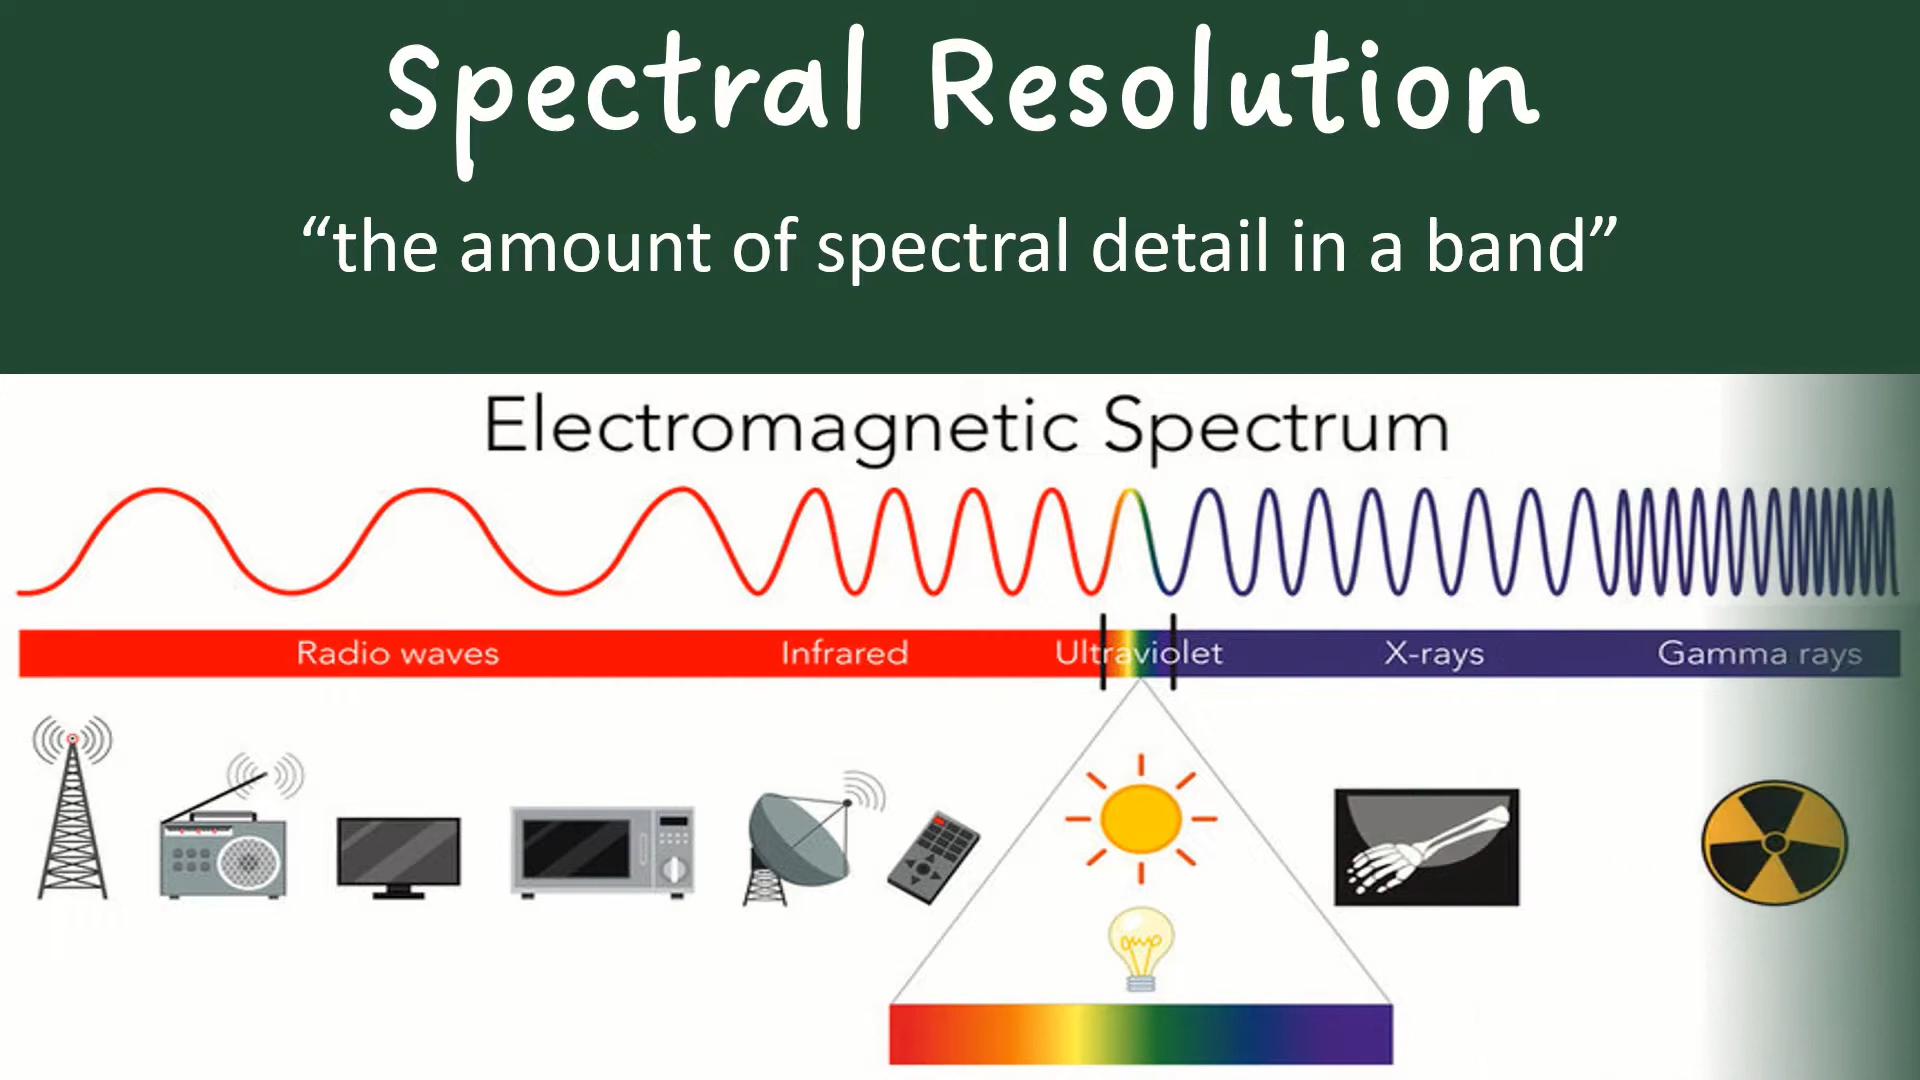 Spectral Resolution
“the amount of spectral detail in a band”
Electromagnetic Spectrum
Radio waves Infrared Ultraviolet X-rays Gamma rays